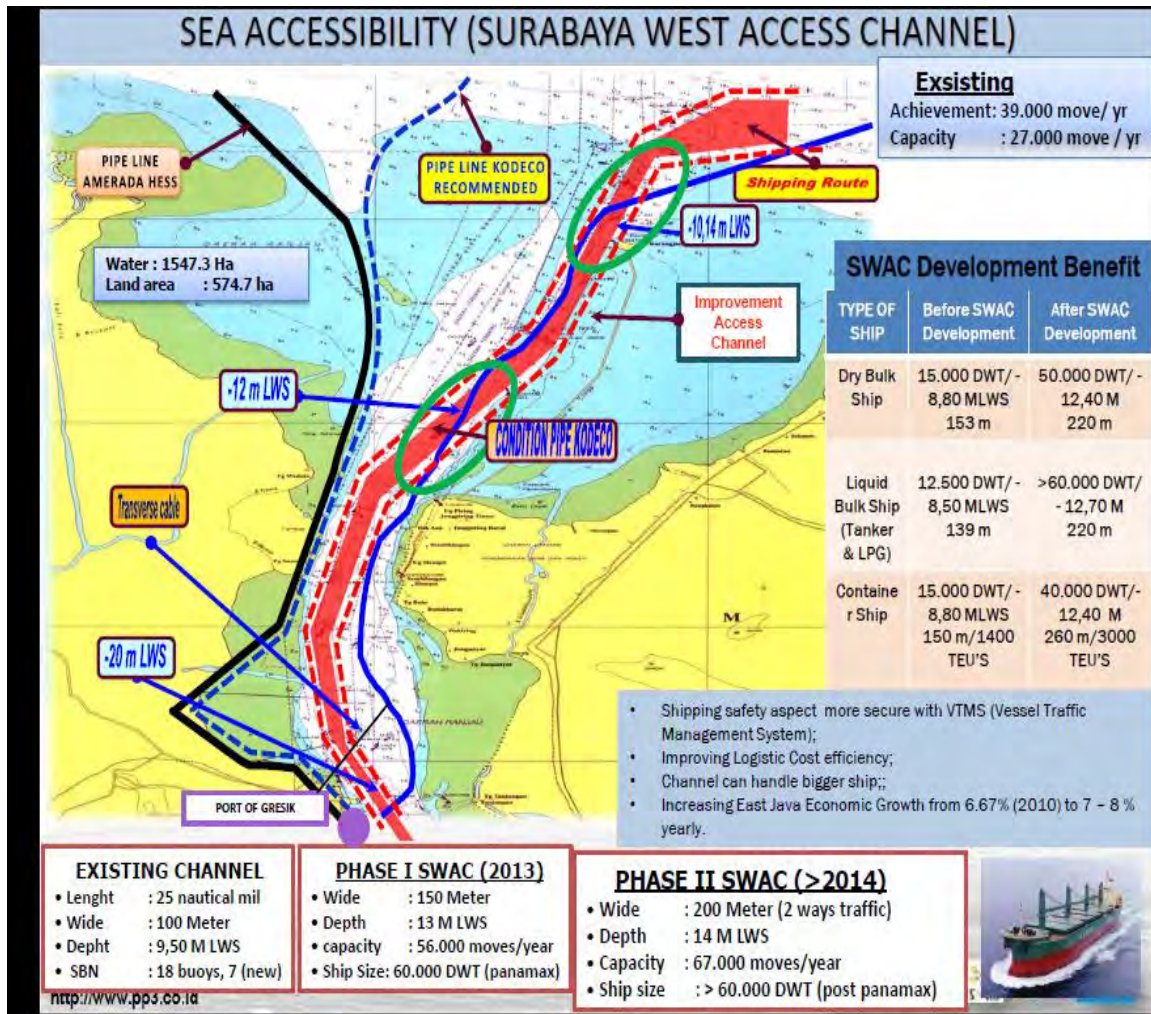 SEA ACCESSIBILITY (SURABAYA WEST ACCESS CHANNEL)
Exsisting
Achievement: 39.000 move/ yr
Capacity : 27.000 move / yr
PIPE LINE
AMERADA HESS
PIPE LINE KODECO
RECOMMENDED
Shipping Route
-10,14 m LWS
Water : 1547.3 Ha
Land area : 574.7 ha
Improvement
Access
Channel
-12 m LWS
CONDITION PIPE KODECO
Transverse cable
-20 m LWS
M
PORT OF GRESIK
SWAC Development Benefit
TYPE OF
SHIP
Before SWAC
Development
After SWAC
Development
Dry Bulk
Ship
15.000 DWT/ -
8,80 MLWS
153 m
50.000 DWT/ -
12,40 M
220 m
Liquid
Bulk Ship
(Tanker
& LPG)
12.500 DWT/ -
8,50 MLWS
139 m
>60.000 DWT/
- 12,70 M
220 m
Containe
r Ship
15.000 DWT/ -
8,80 MLWS
150 m/1400
TEU'S
40.000 DWT/-
12,40 M
260 m/3000
TEU'S
• Shipping safety aspect more secure with VTMS (Vessel Traffic
Management System);
• Improving Logistic Cost efficiency;
• Channel can handle bigger ship;;
• Increasing East Java Economic Growth from 6.67% (2010) to 7 – 8 %
yearly.
EXISTING CHANNEL
• Lenght : 25 nautical mil
• Wide : 100 Meter
• Depht : 9,50 M LWS
• SBN : 18 buoys, 7 (new)
PHASE I SWAC (2013)
• Wide : 150 Meter
• Depth : 13 M LWS
• capacity : 56.000 moves/year
• Ship Size: 60.000 DWT (panamax)
PHASE II SWAC (>2014)
• Wide : 200 Meter (2 ways traffic)
• Depth : 14 M LWS
• Capacity : 67.000 moves/year
• Ship size : > 60.000 DWT (post panamax)
http://www.pp3.co.id